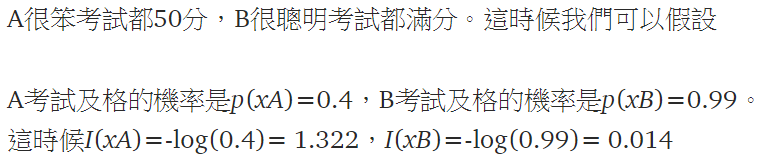 A很笨考試都50分，B很聰明考試都滿分。這時候我們可以假設
A考試及格的機率是p(xA)=0.4，B考試及格的機率是p(xB)=0.99。
這時候I(xA)=-log(0.4)= 1.322，I(xB)=-log(0.99)= 0.014